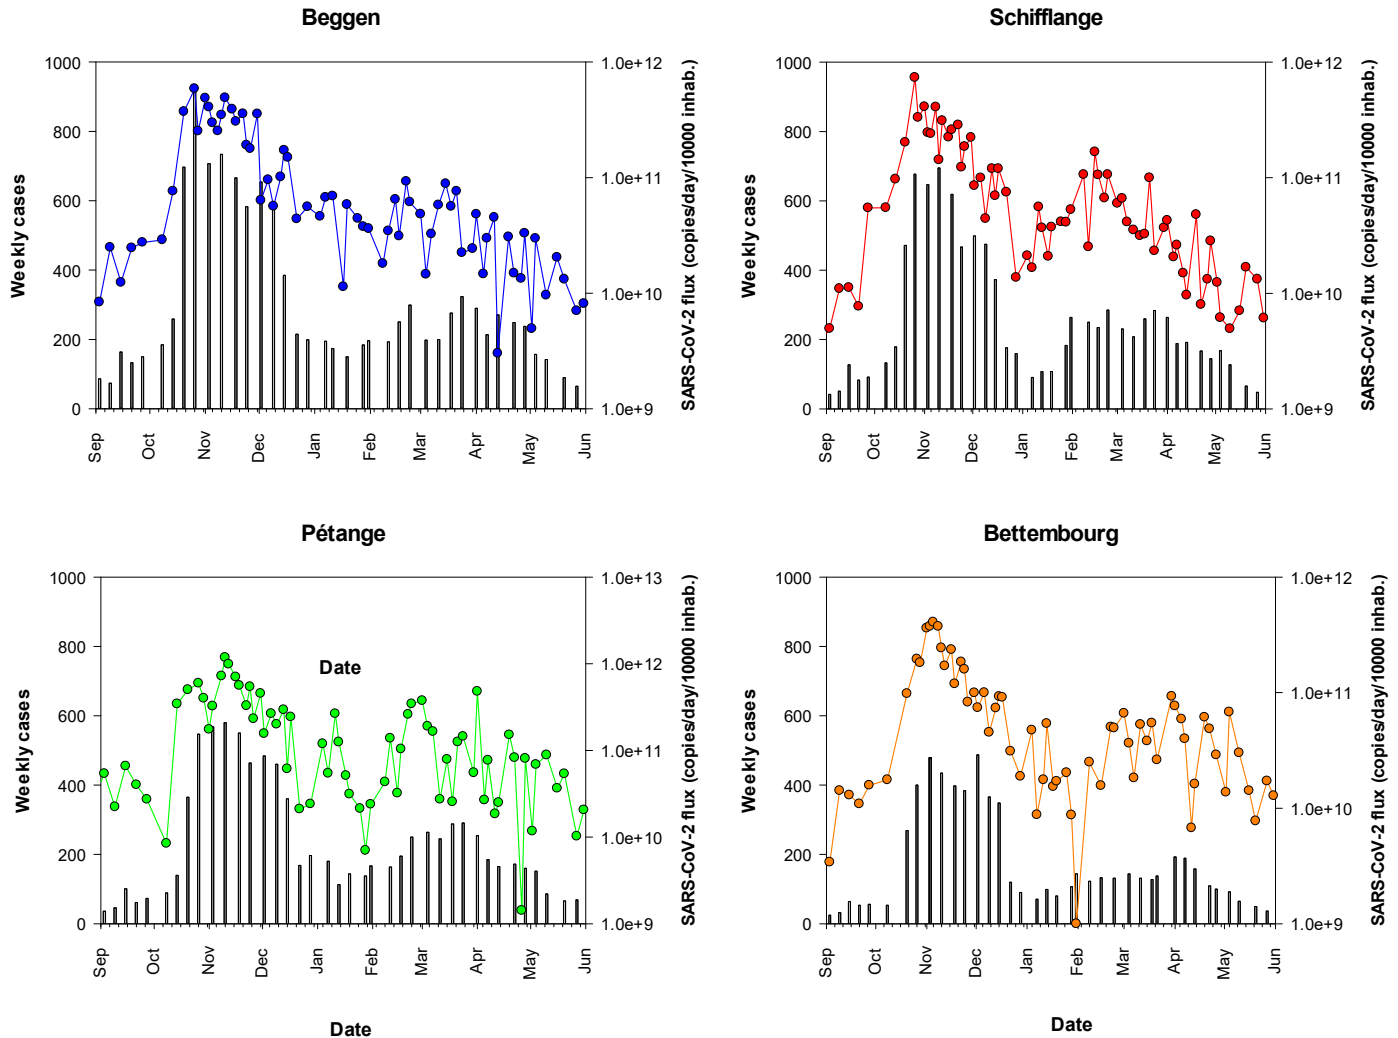 Beggen
1000
800
600
400
200
0
Weekly cases
1.0e+12
1.0e+11
1.0e+10
1.0e+9
SARS-CoV-2 flux (copies/day/10000 inhab.)
Sep Oct Nov Dec Jan Feb Mar Apr May Jun
Schifflange
1000
800
600
400
200
0
Weekly cases
1.0e+12
1.0e+11
1.0e+10
1.0e+9
SARS-CoV-2 flux (copies/day/10000 inhab.)
Sep Oct Nov Dec Jan Feb Mar Apr May Jun
Pétange
1000
800
600
400
200
0
Weekly cases
Date
1.0e+13
1.0e+12
1.0e+11
1.0e+10
1.0e+9
SARS-CoV-2 flux (copies/day/10000 inhab.)
Sep Oct Nov Dec Jan Feb Mar Apr May Jun
Date
Bettembourg
1000
800
600
400
200
0
Weekly cases
1.0e+12
1.0e+11
1.0e+10
1.0e+9
SARS-CoV-2 flux (copies/day/10000 inhab.)
Sep Oct Nov Dec Jan Feb Mar Apr May Jun
Date